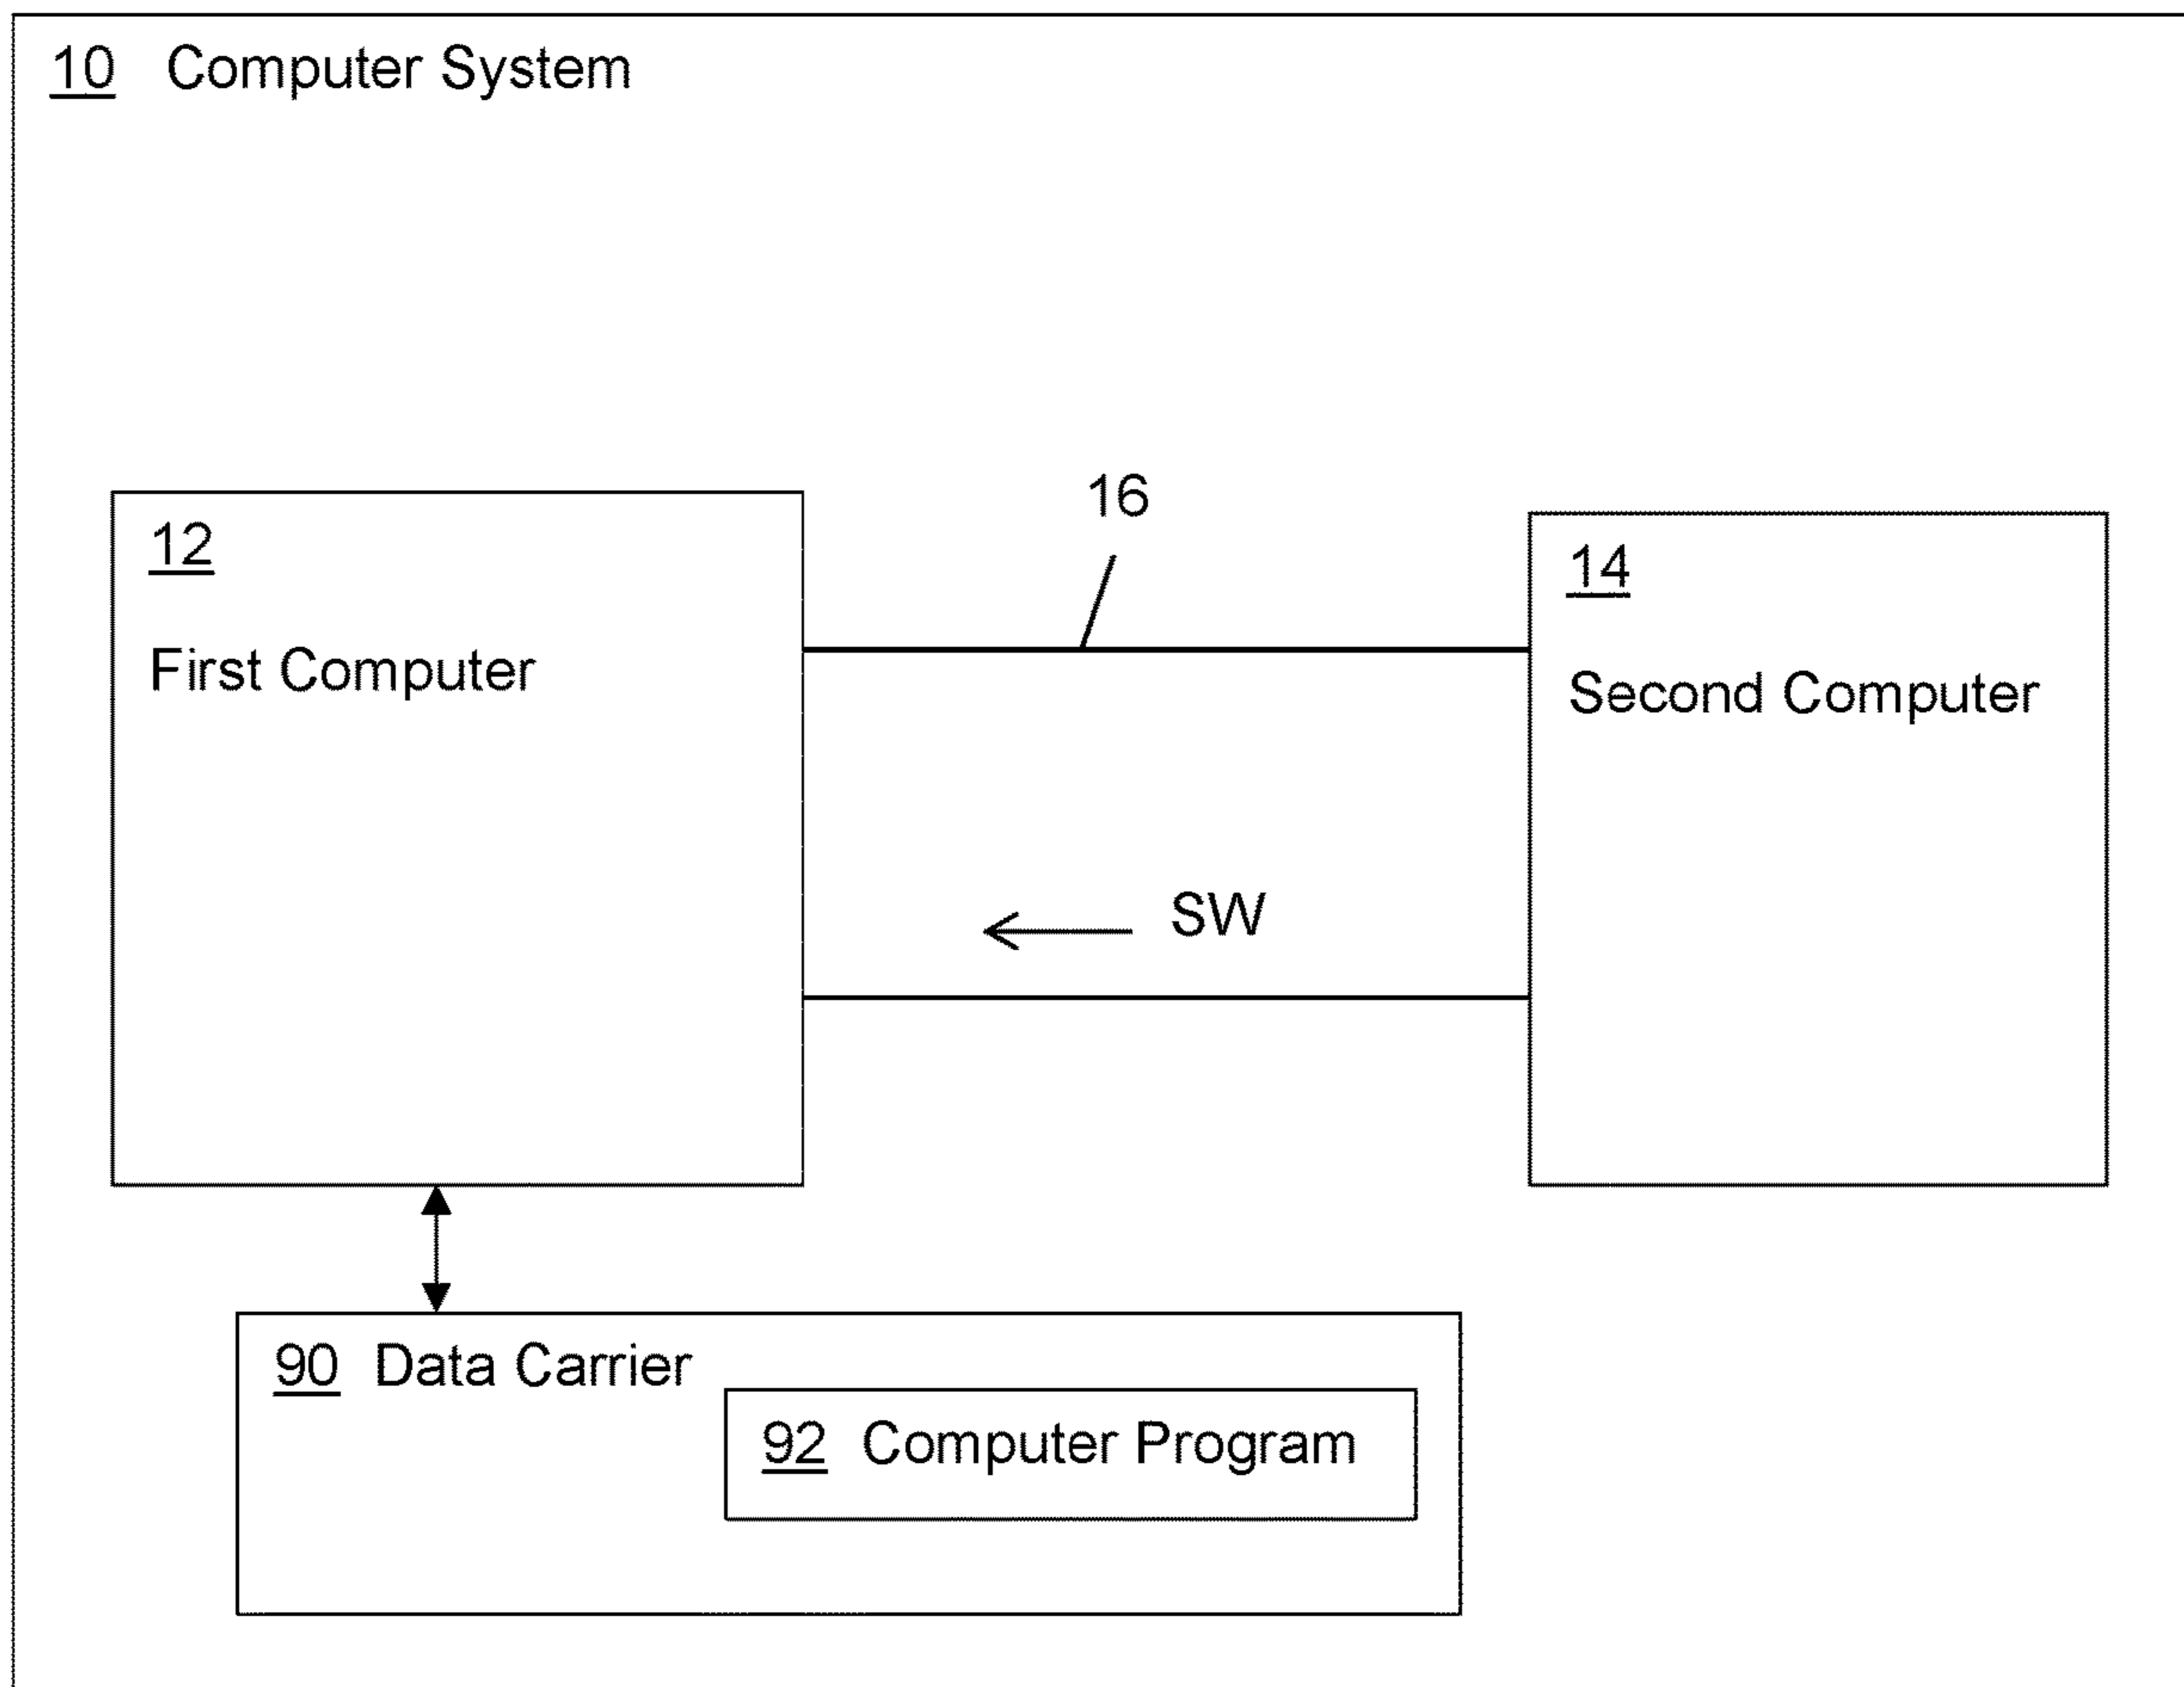 10 Computer System
16
12
14
First Computer
Second Computer
SW
90 Data Carrier
92 Computer Program